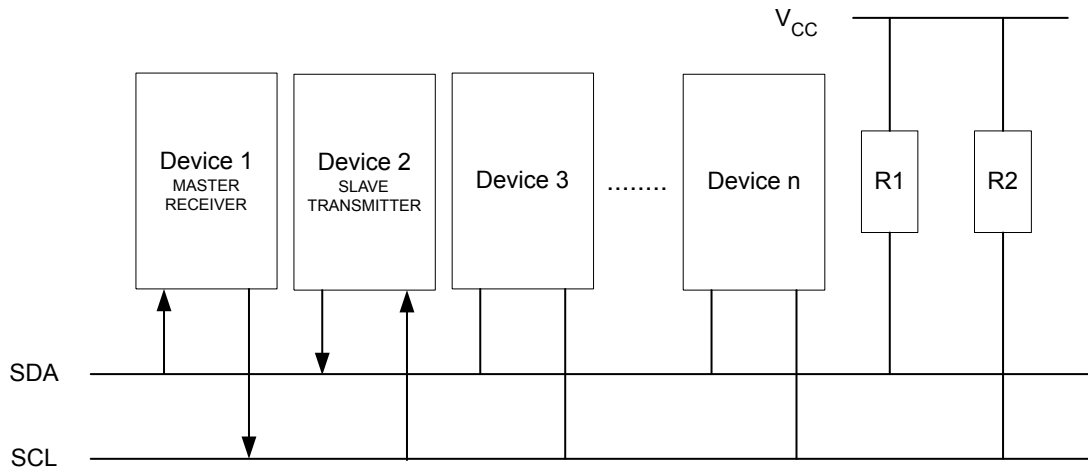 VCC
Device 1
MASTER
RECEIVER
Device 2
SLAVE
TRANSMITTER
Device 3
........
Device n
R1
R2
SDA
SCL